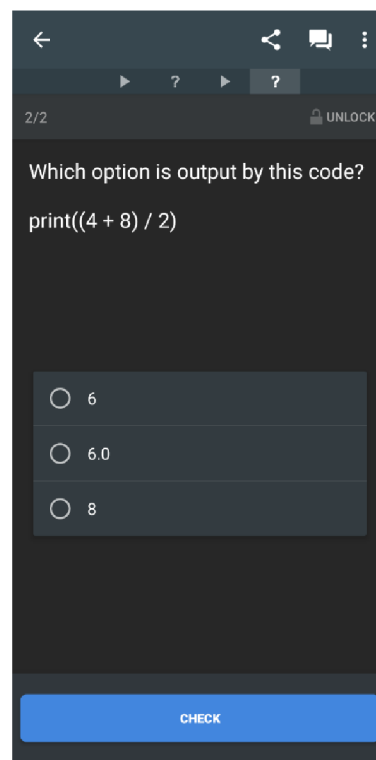 ?
?
2/2
UNLOCK
Which option is output by this code?
print((4 + 8) / 2)
6
6.0
8
CHECK